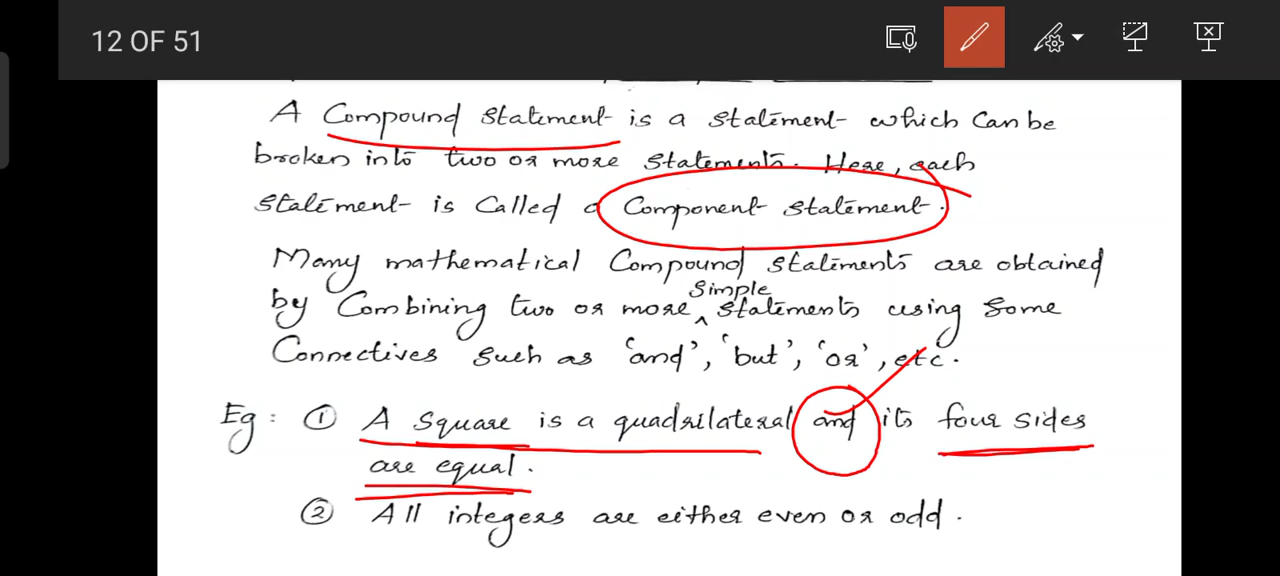 12 OF 51
A Compound statement is a statement which can be
broken into two or more statements. Here, each
statement is called a Component statement.
Many mathematical Compound statements are obtained
by Combining two or more simple statements using some
Connectives such as 'and', 'but', 'or', etc.
Eg: ① A square is a quadrilateral and its four sides
are equal.
② All integers are either even or odd.